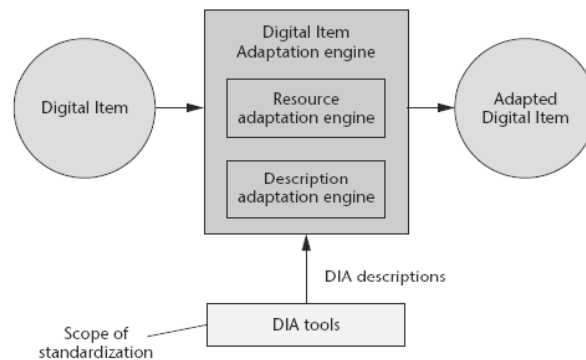 Digital Item
Adaptation engine
Digital Item
Resource
adaptation engine
Adapted
Digital Item
Description
adaptation engine
DIA descriptions
DIA tools
Scope of
standardization